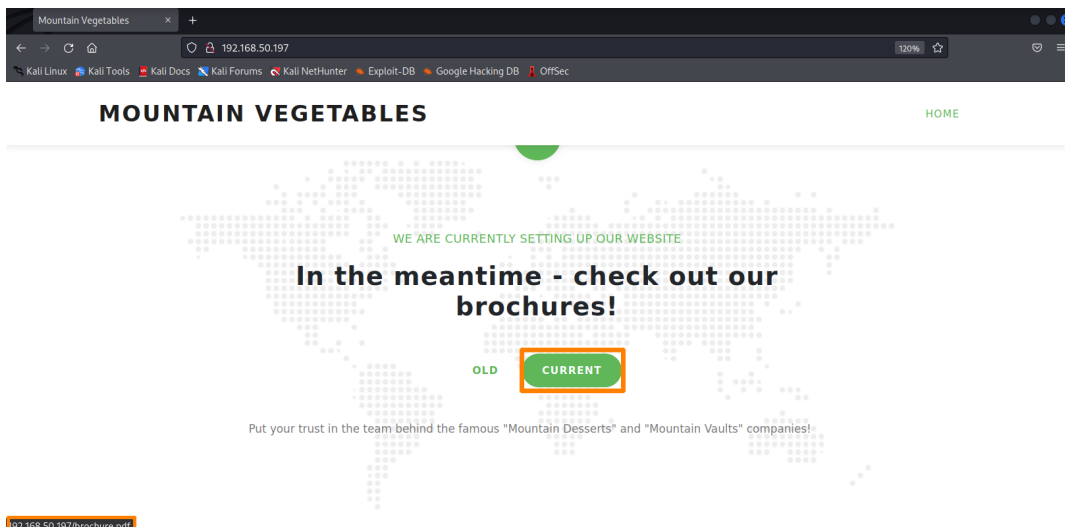 Mountain Vegetables
192.168.50.197
120%
Kali Linux Kali Tools Kali Docs Kali Forums Kali NetHunter Exploit-DB Google Hacking DB OffSec
MOUNTAIN VEGETABLES HOME
WE ARE CURRENTLY SETTING UP OUR WEBSITE
In the meantime - check out our
brochures!
OLD CURRENT
Put your trust in the team behind the famous "Mountain Desserts" and "Mountain Vaults" companies!
192.168.50.197/brochure.pdf